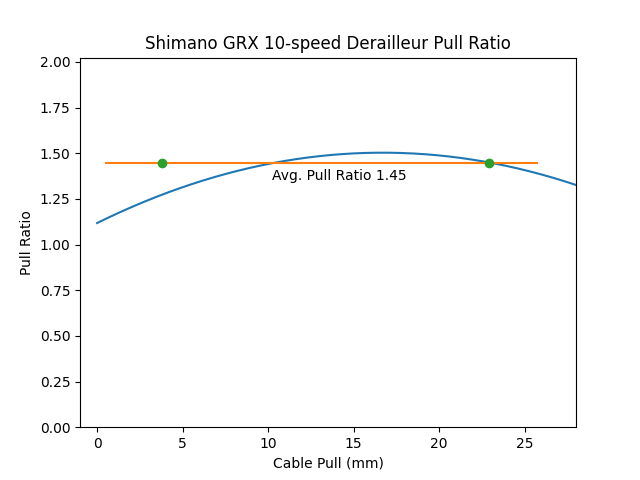 Shimano GRX 10-speed Derailleur Pull Ratio
2.00
1.75
1.50
1.25
1.00
0.75
0.50
0.25
0.00
Pull Ratio
Avg. Pull Ratio 1.45
0 5 10 15 20 25
Cable Pull (mm)